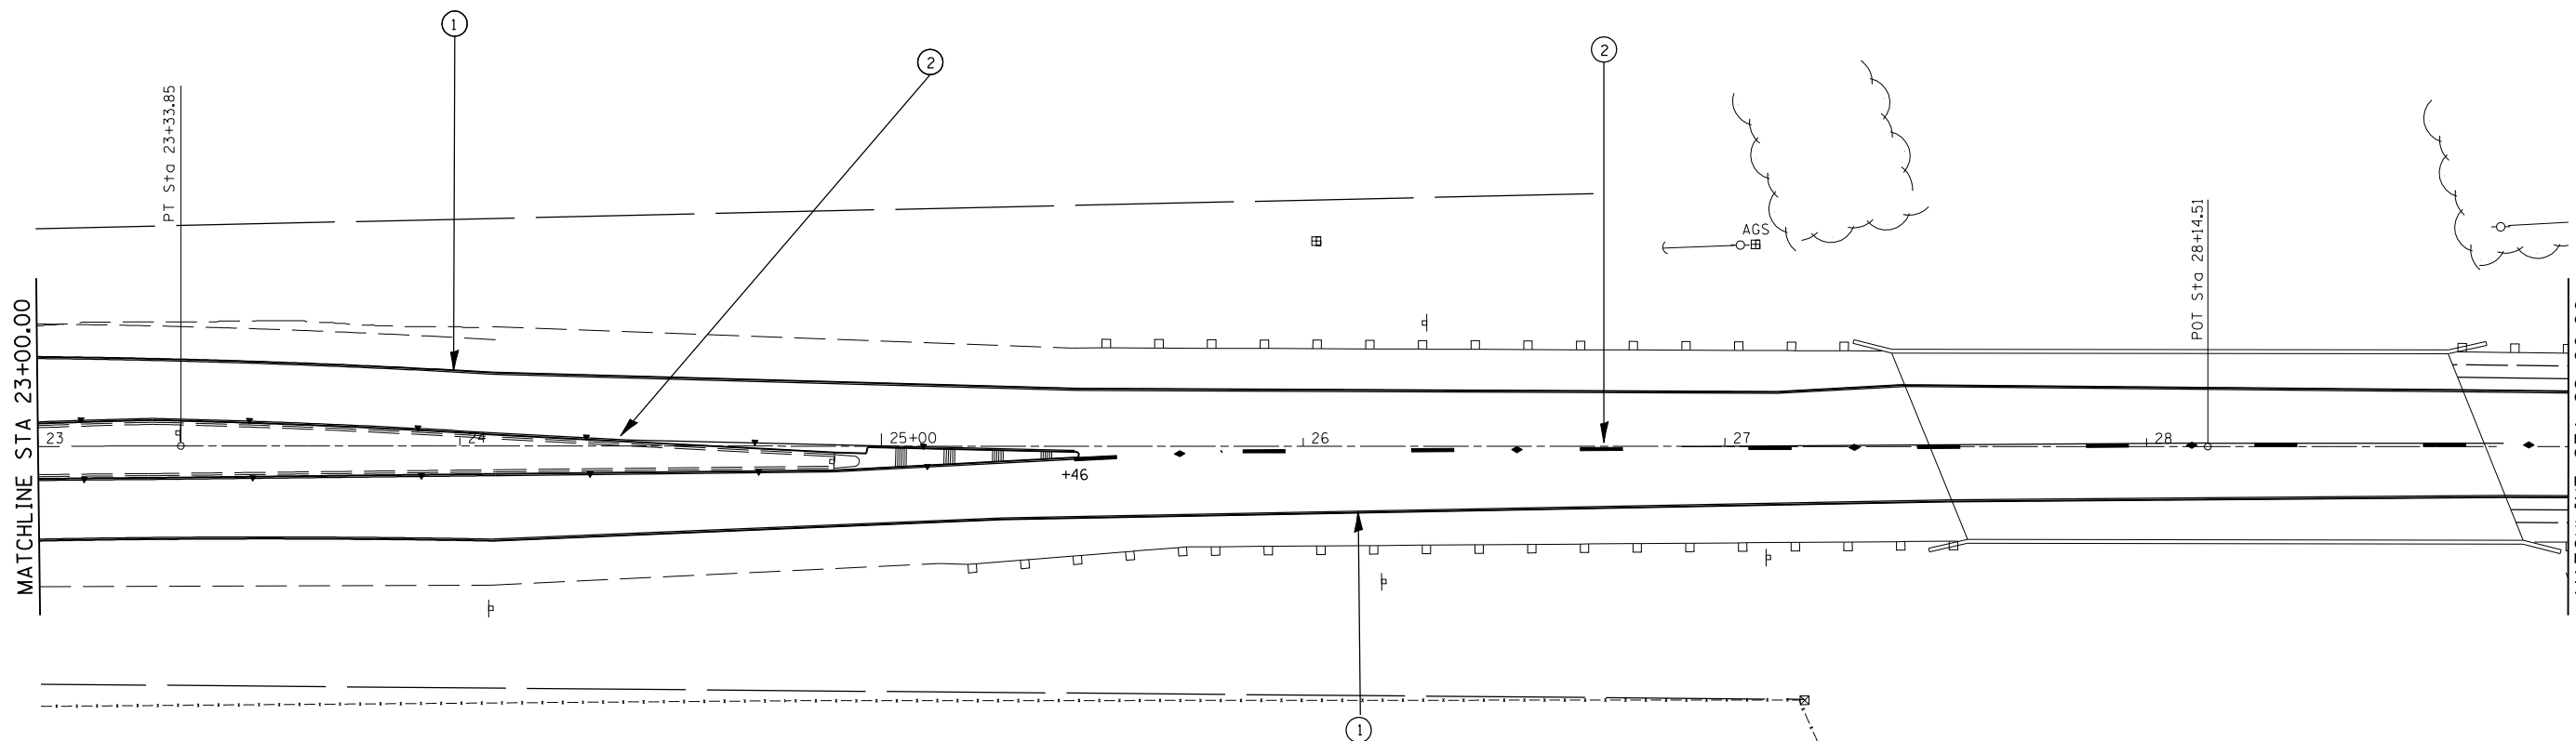 1
2
2
PT Sta 23+33.85
AGS
POT Sta 28+14.51
MATCHLINE STA 23+00.00
23
24
25+00
26
27
28
+46
1